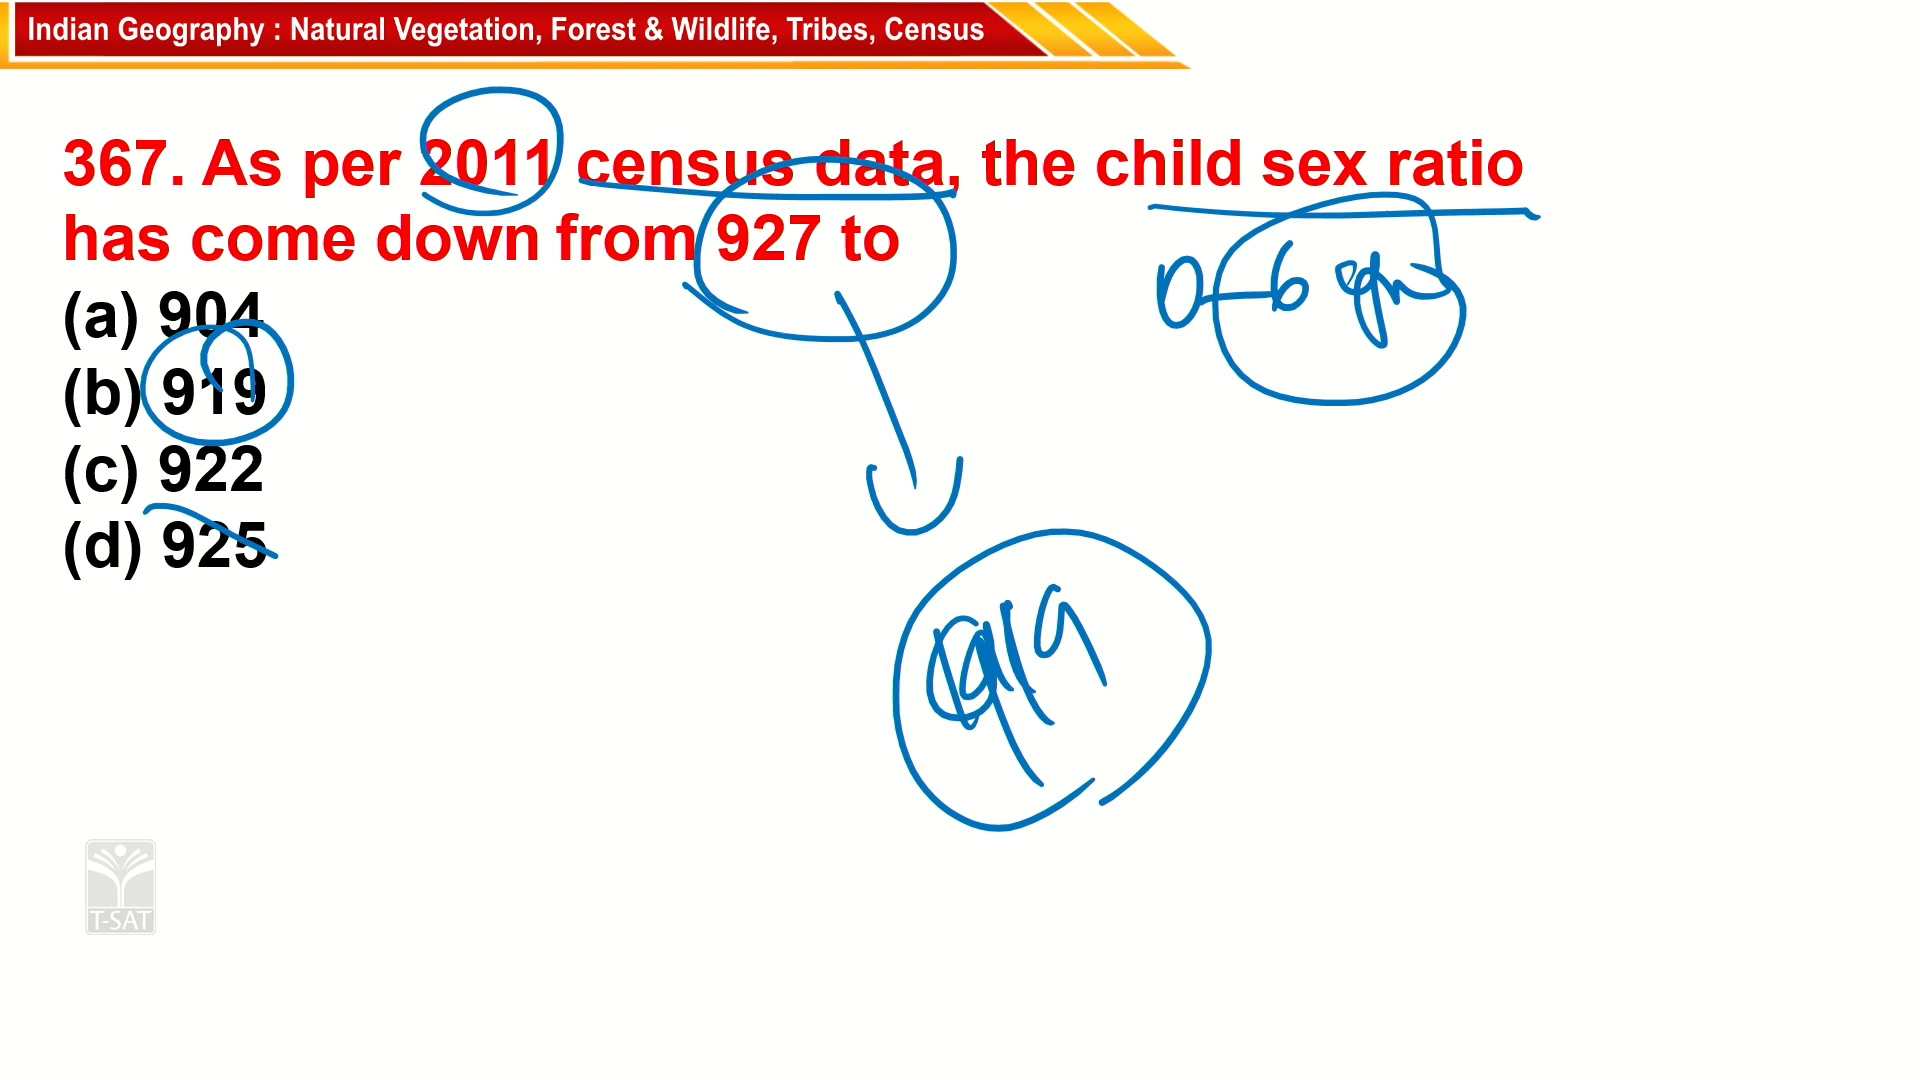 Indian Geography : Natural Vegetation, Forest & Wildlife, Tribes, Census
367. As per 2011 census data, the child sex ratio
has come down from 927 to
0-6
(a) 904
(b) 919
(c) 922
(d) 925
919
T-SAT